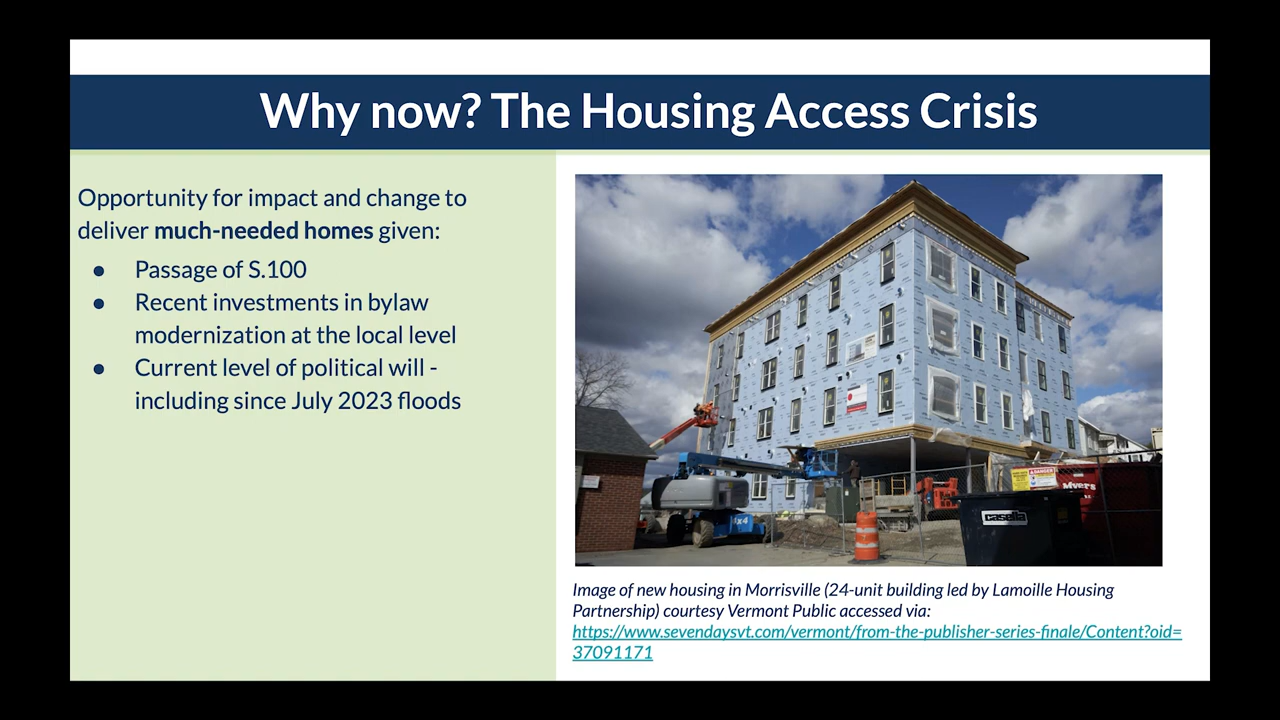 Why now? The Housing Access Crisis
Opportunity for impact and change to
deliver much-needed homes given:
● Passage of S.100
● Recent investments in bylaw
modernization at the local level
● Current level of political will -
including since July 2023 floods
4x4
DANGER
Myers
casella
Image of new housing in Morrisville (24-unit building led by Lamoille Housing
Partnership) courtesy Vermont Public accessed via:
https://www.sevendaysvt.com/vermont/from-the-publisher-series-finale/Content?oid=
37091171